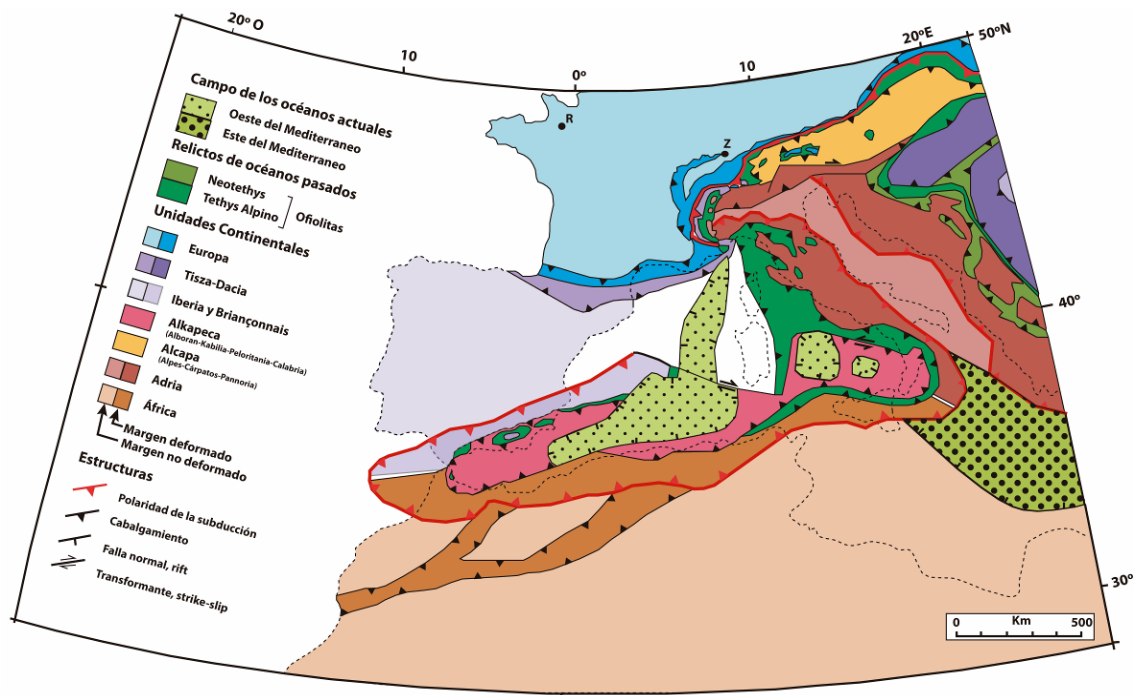 20º O
10
0º
10
20ºE
50ºN
40º
30º
R
Z
Campo de los océanos actuales
Oeste del Mediterraneo
Este del Mediterraneo
Relictos de océanos pasados
Neotethys
Tethys Alpino
Ofiolitas
Unidades Continentales
Europa
Tisza-Dacia
Iberia y Briançonnais
Alkapeca
(Alboran-Kabilia-Peloritania-Calabria)
Alcapa
(Alpes-Cárpatos-Pannoria)
Adria
África
Margen deformado
Margen no deformado
Estructuras
Polaridad de la subducción
Cabalgamiento
Falla normal, rift
Transformante, strike-slip
Km
0 500